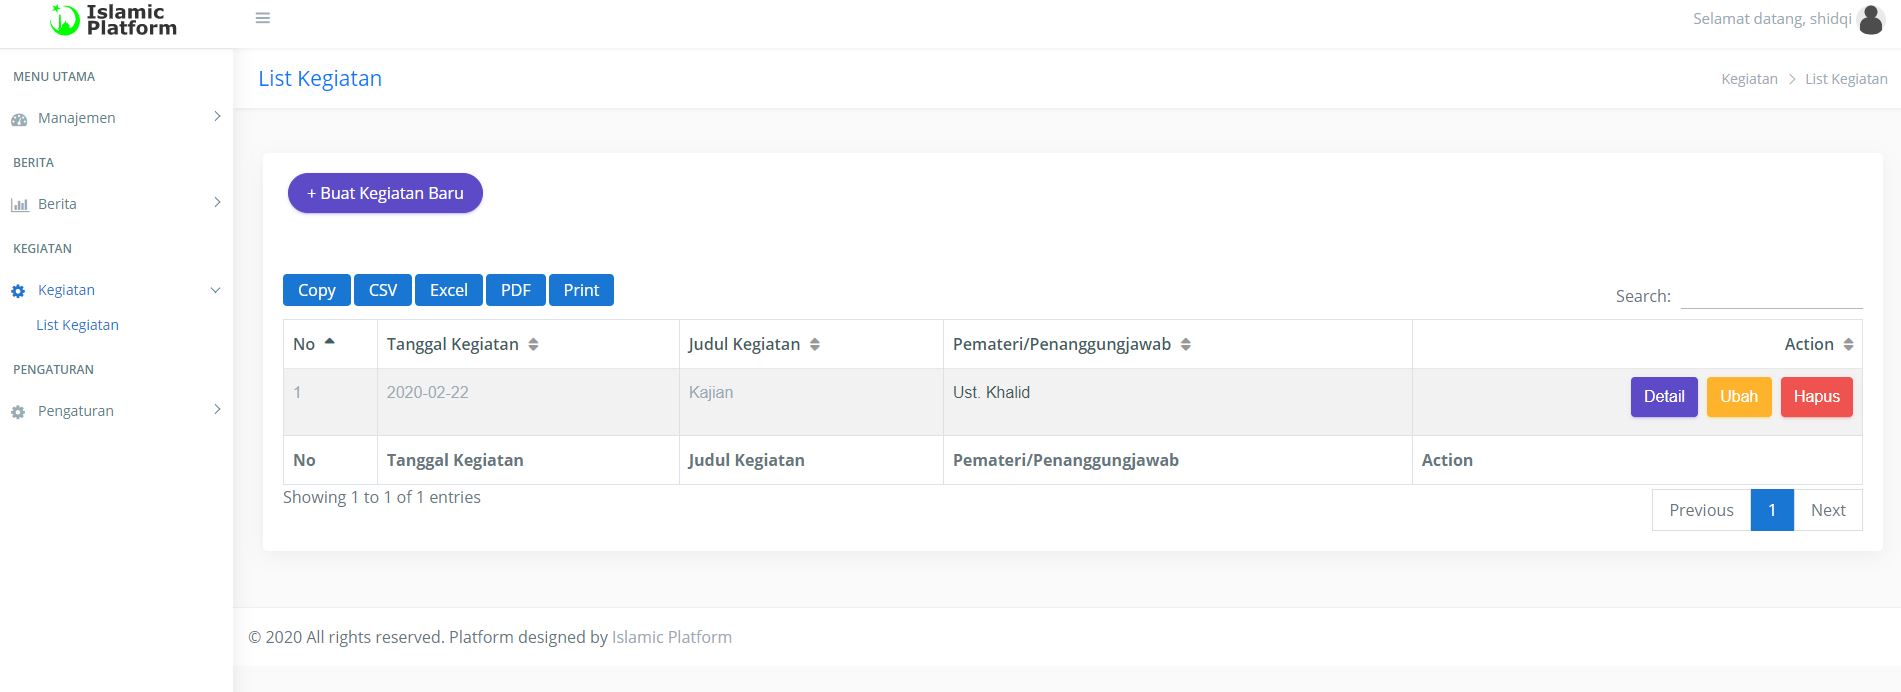 Islamic
Platform
Selamat datang, shidqi
MENU UTAMA
Manajemen
BERITA
Berita
KEGIATAN
Kegiatan
List Kegiatan
PENGATURAN
Pengaturan
List Kegiatan
Kegiatan > List Kegiatan
+ Buat Kegiatan Baru
Copy CSV Excel PDF Print
Search:
No Tanggal Kegiatan Judul Kegiatan Pemateri/Penanggungjawab Action
1 2020-02-22 Kajian Ust. Khalid Detail Ubah Hapus
No Tanggal Kegiatan Judul Kegiatan Pemateri/Penanggungjawab Action
Showing 1 to 1 of 1 entries
Previous 1 Next
© 2020 All rights reserved. Platform designed by Islamic Platform